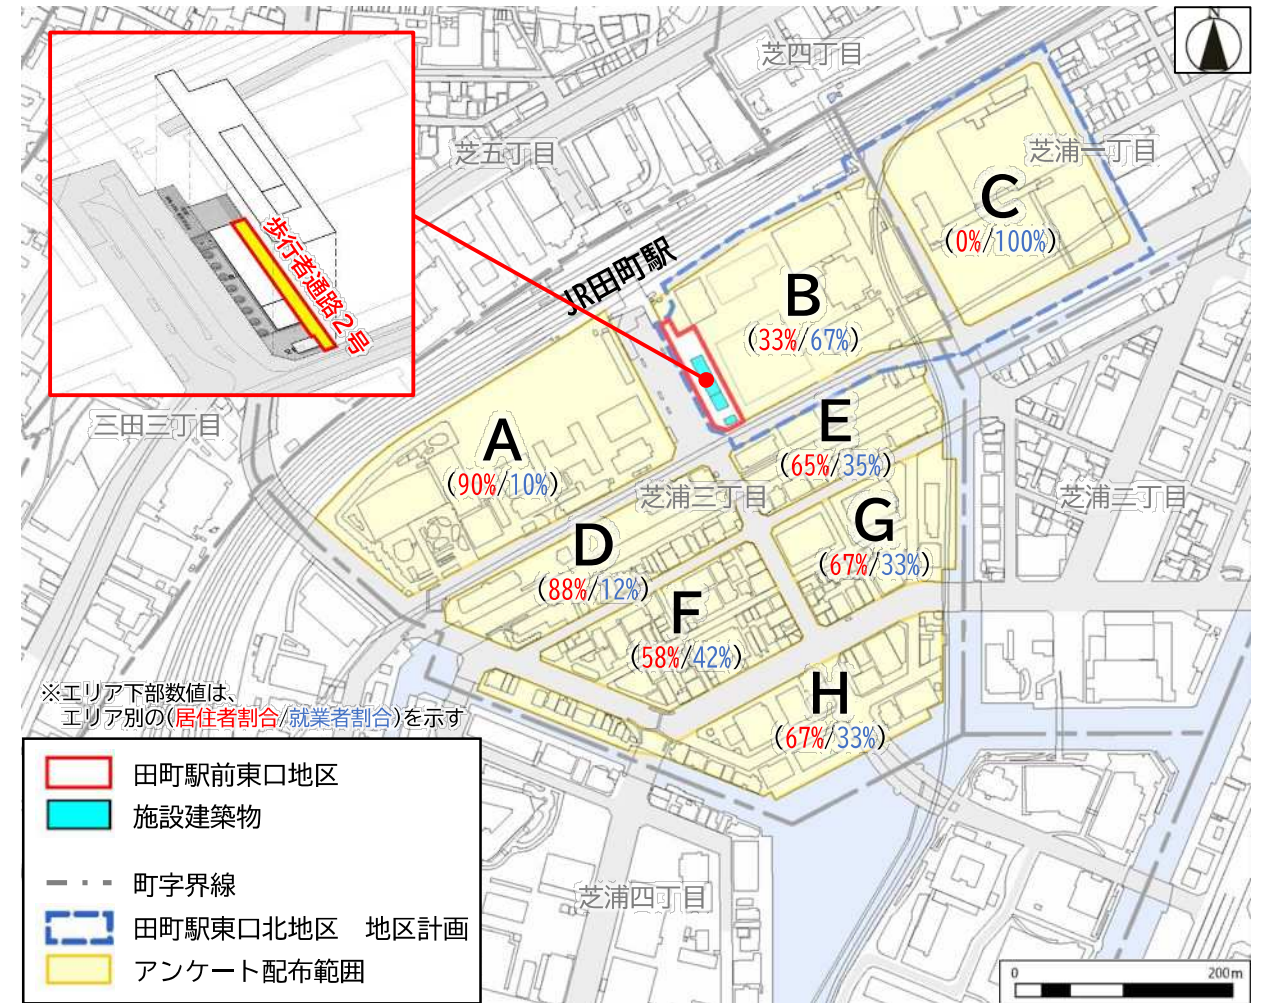 N
芝四丁目
芝五丁目
芝浦一丁目
C
(0%/100%)
歩行者通路2号
JR田町駅
B
(33%/67%)
三田三丁目
A
(90%/10%)
E
(65%/35%)
芝浦三丁目
芝浦二丁目
G
(67%/33%)
D
(88%/12%)
F
(58%/42%)
H
(67%/33%)
※エリア下部数値は、
エリア別の(居住者割合/就業者割合)を示す
田町駅前東口地区
施設建築物
町字界線
田町駅東口北地区　地区計画
アンケート配布範囲
芝浦四丁目
0 200m